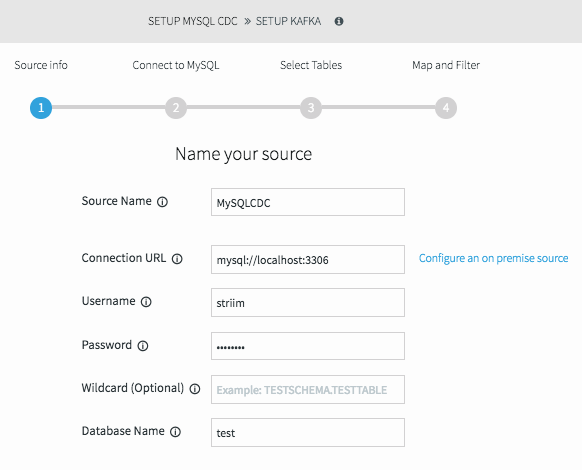 SETUP MYSQL CDC » SETUP KAFKA
Source info Connect to MySQL Select Tables Map and Filter
1 2 3 4
Name your source
Source Name MySQLCDC
Connection URL mysql://localhost:3306 Configure an on premise source
Username striim
Password ••••••••
Wildcard (Optional) Example: TESTSCHEMA.TESTTABLE
Database Name test